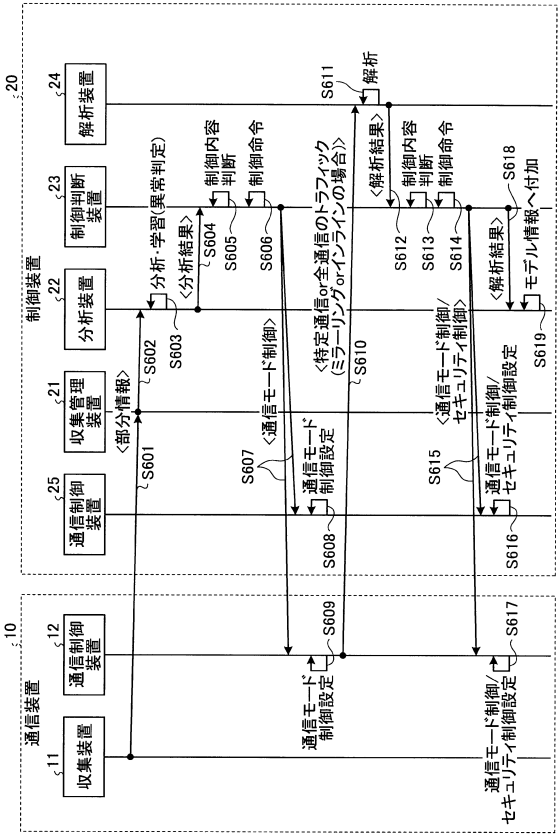 10
通信装置
11
収集装置
12
通信制御
装置
20
制御装置
25
通信制御
装置
21
収集管理
装置
22
分析装置
23
制御判断
装置
24
解析装置
<部分情報>
S601
S602
分析・学習(異常判定)
S603
<分析結果>
S604
制御内容
判断
S605
制御命令
S606
<通信モード制御>
S607
通信モード
制御設定
S608
通信モード
制御設定
S609
<特定通信or全通信のトラフィック
(ミラーリングorインラインの場合)>
S610
解析
S611
<解析結果>
S612
制御内容
判断
S613
制御命令
S614
<通信モード制御/
セキュリティ制御>
S615
通信モード制御/
セキュリティ制御設定
S616
通信モード制御/
セキュリティ制御設定
S617
<解析結果>
S618
モデル情報へ付加
S619